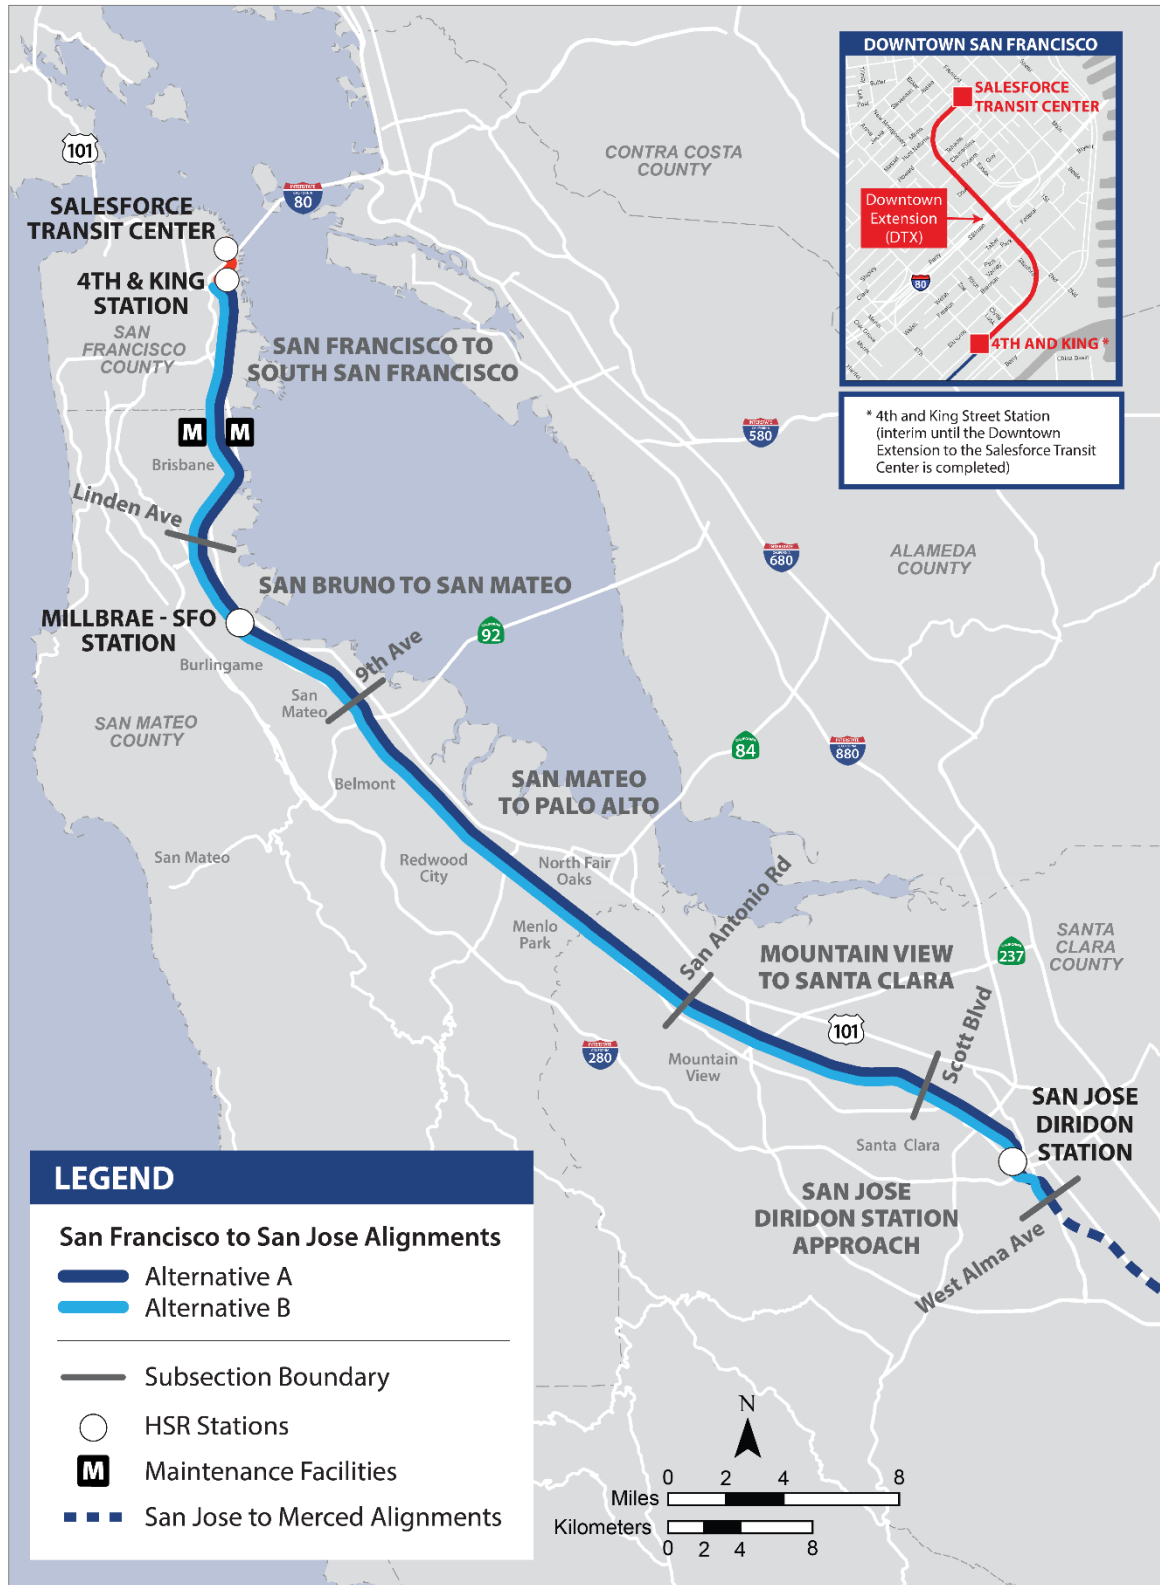 DOWNTOWN SAN FRANCISCO
SALESFORCE
TRANSIT CENTER
Downtown
Extension
(DTX)
80
4TH AND KING *
* 4th and King Street Station
(interim until the Downtown
Extension to the Salesforce Transit
Center is completed)
101
INTERSTATE
80
CONTRA COSTA
COUNTY
SALESFORCE
TRANSIT CENTER
4TH & KING
STATION
SAN
FRANCISCO
COUNTY
SAN FRANCISCO TO
SOUTH SAN FRANCISCO
M
M
Brisbane
580
Linden Ave
680
ALAMEDA
COUNTY
SAN BRUNO TO SAN MATEO
MILLBRAE - SFO
STATION
92
Burlingame
9th Ave
San
Mateo
SAN MATEO
COUNTY
84
880
Belmont
SAN MATEO
TO PALO ALTO
San Mateo
Redwood
City
North Fair
Oaks
Menlo
Park
San Antonio Rd
SANTA
CLARA
COUNTY
237
MOUNTAIN VIEW
TO SANTA CLARA
101
280
Mountain
View
Scott Blvd
SAN JOSE
DIRIDON
STATION
Santa Clara
SAN JOSE
DIRIDON STATION
APPROACH
West Alma Ave
LEGEND
San Francisco to San Jose Alignments
Alternative A
Alternative B
Subsection Boundary
HSR Stations
M
Maintenance Facilities
San Jose to Merced Alignments
N
0 2 4 8
Miles
Kilometers
0 2 4 8